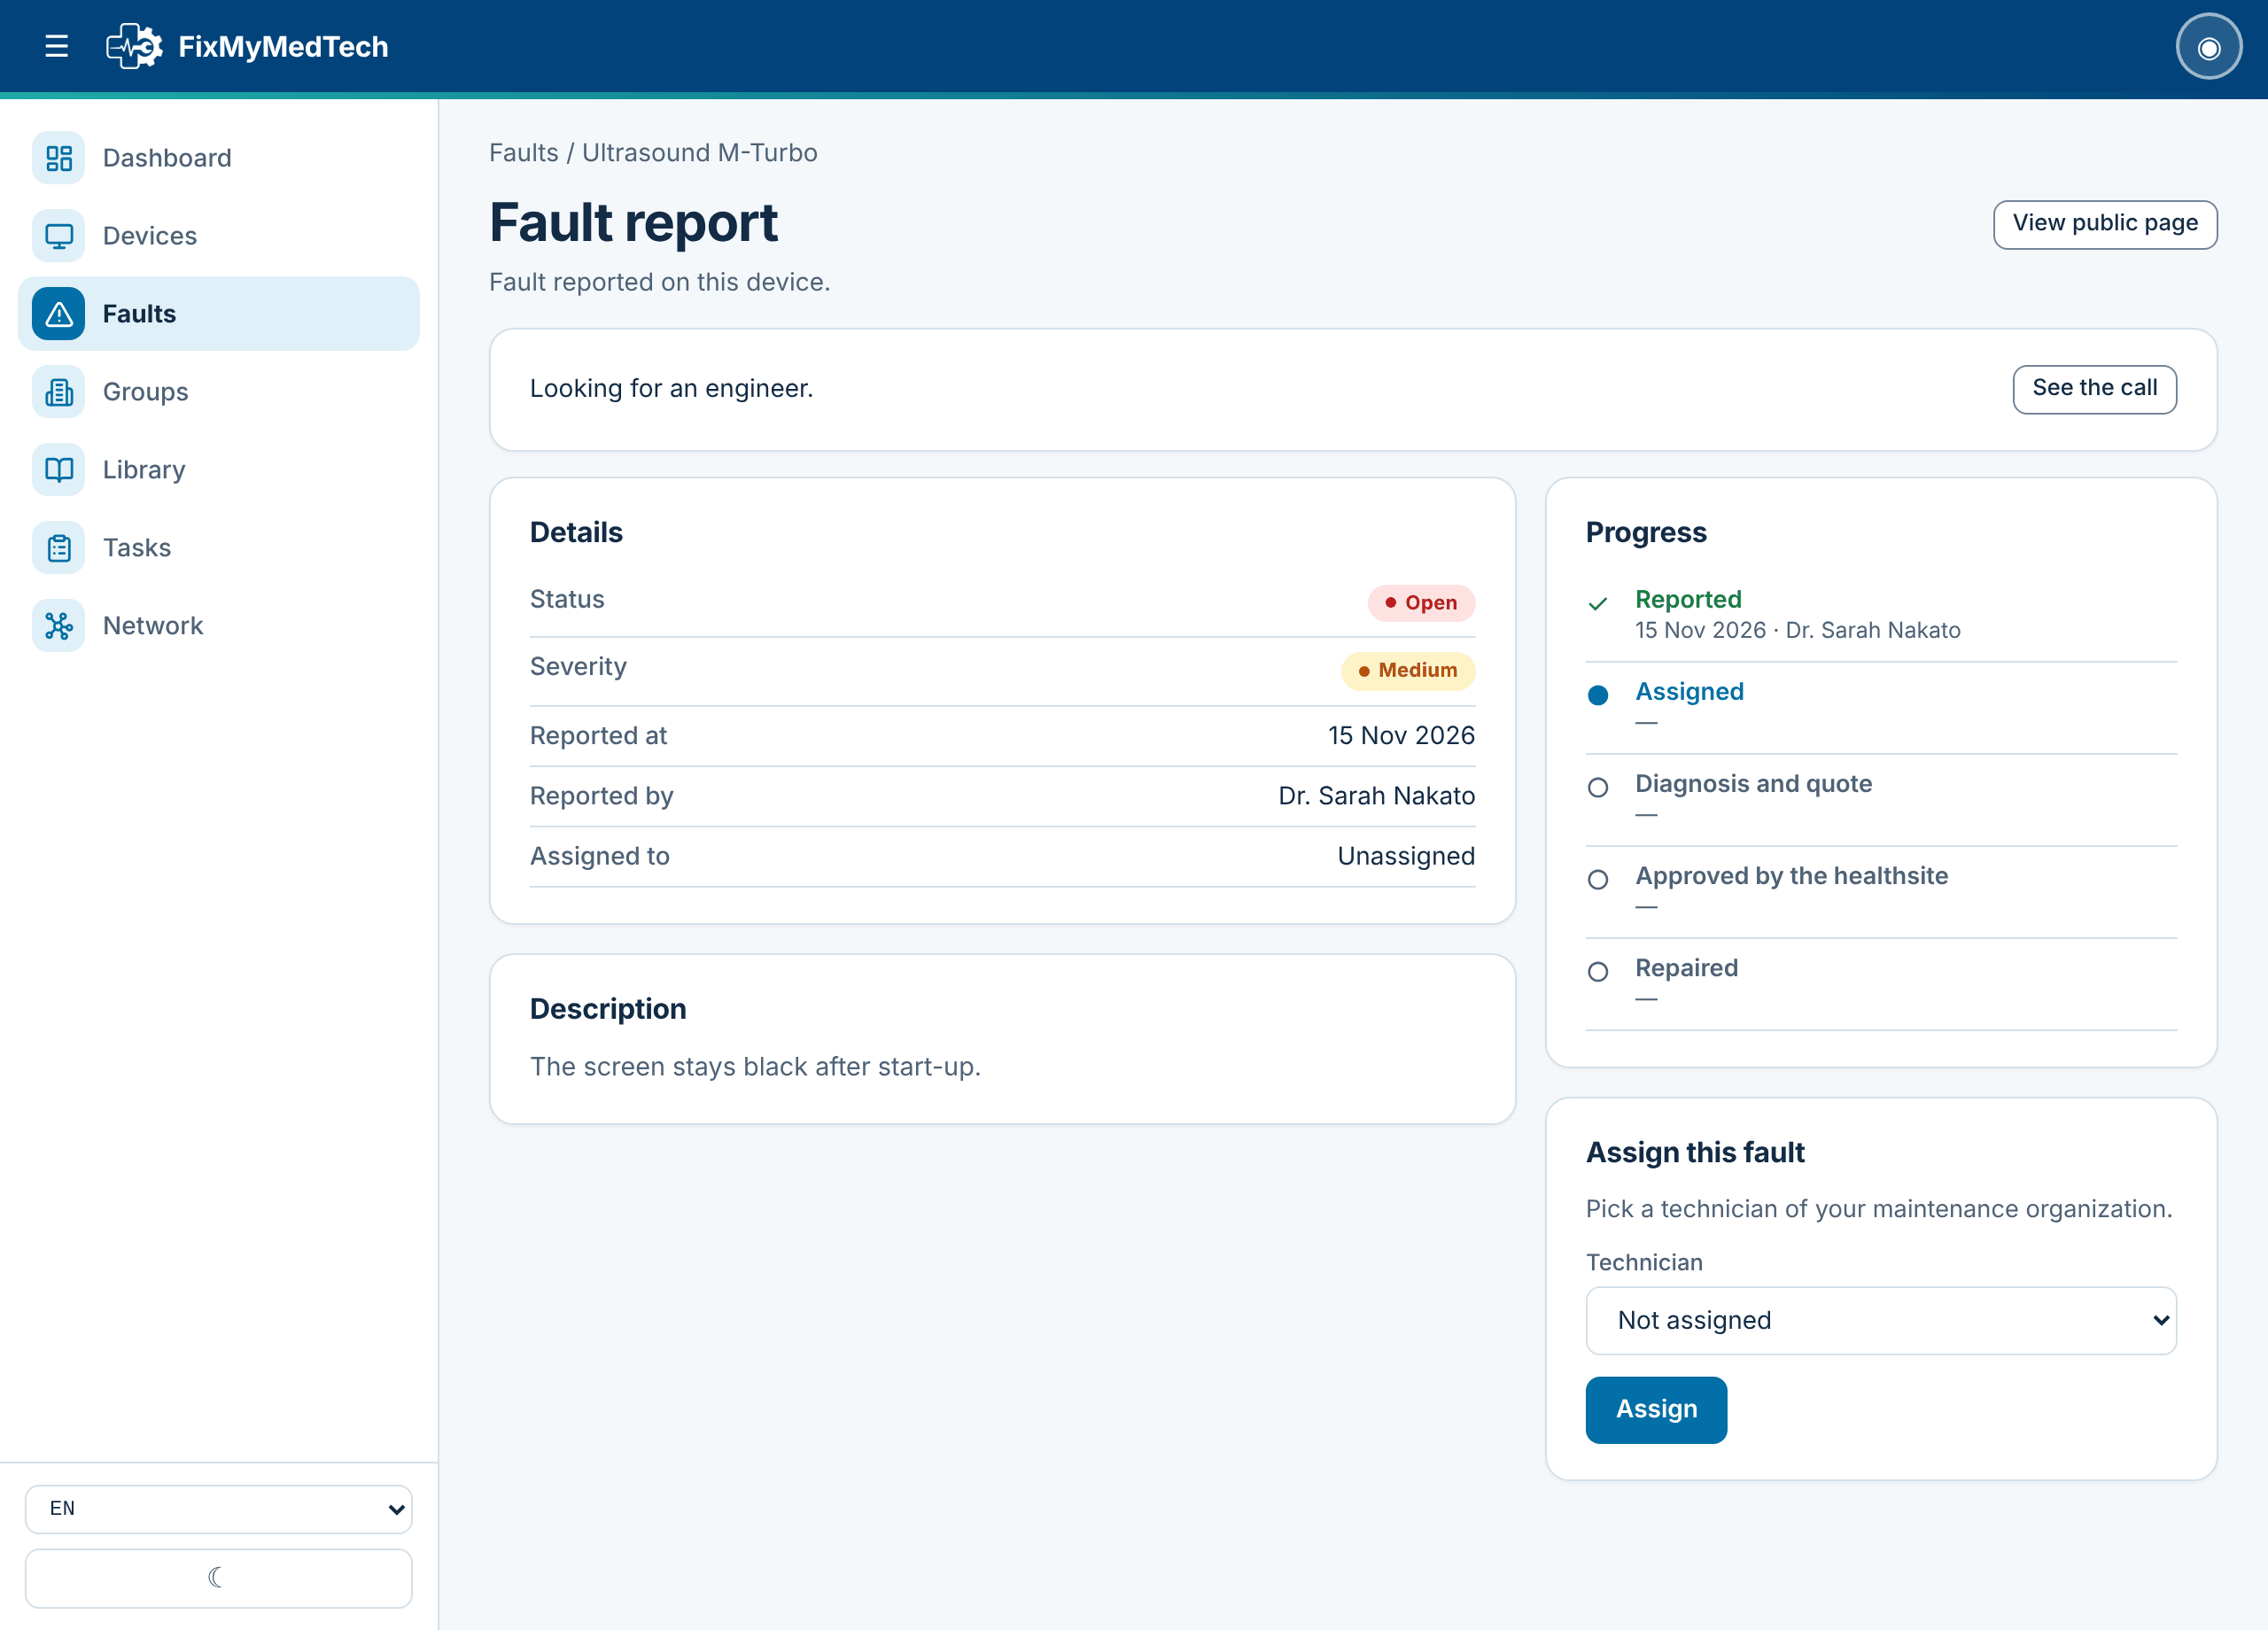 FixMyMedTech
Dashboard
Devices
Faults
Groups
Library
Tasks
Network
EN
Faults / Ultrasound M-Turbo
Fault report
View public page
Fault reported on this device.
Looking for an engineer.
See the call
Details
Status
Open
Severity
Medium
Reported at
15 Nov 2026
Reported by
Dr. Sarah Nakato
Assigned to
Unassigned
Description
The screen stays black after start-up.
Progress
Reported
15 Nov 2026 · Dr. Sarah Nakato
Assigned
—
Diagnosis and quote
—
Approved by the healthsite
—
Repaired
—
Assign this fault
Pick a technician of your maintenance organization.
Technician
Not assigned
Assign